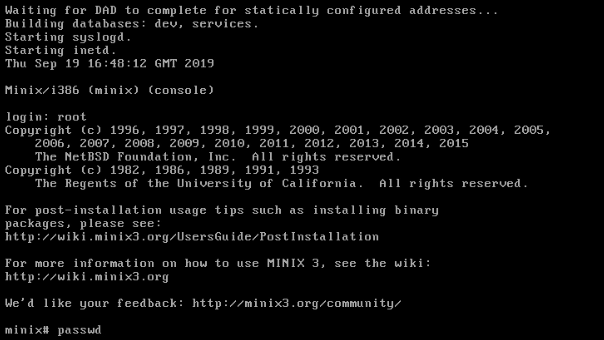 Waiting for DAD to complete for statically configured addresses...
Building databases: dev, services.
Starting syslogd.
Starting inetd.
Thu Sep 19 16:48:12 GMT 2019
Minix/i386 (minix) (console)
login: root
Copyright (c) 1996, 1997, 1998, 1999, 2000, 2001, 2002, 2003, 2004, 2005,
2006, 2007, 2008, 2009, 2010, 2011, 2012, 2013, 2014, 2015
The NetBSD Foundation, Inc.  All rights reserved.
Copyright (c) 1982, 1986, 1989, 1991, 1993
The Regents of the University of California.  All rights reserved.
For post-installation usage tips such as installing binary
packages, please see:
http://wiki.minix3.org/UsersGuide/PostInstallation
For more information on how to use MINIX 3, see the wiki:
http://wiki.minix3.org
We'd like your feedback: http://minix3.org/community/
minix# passwd